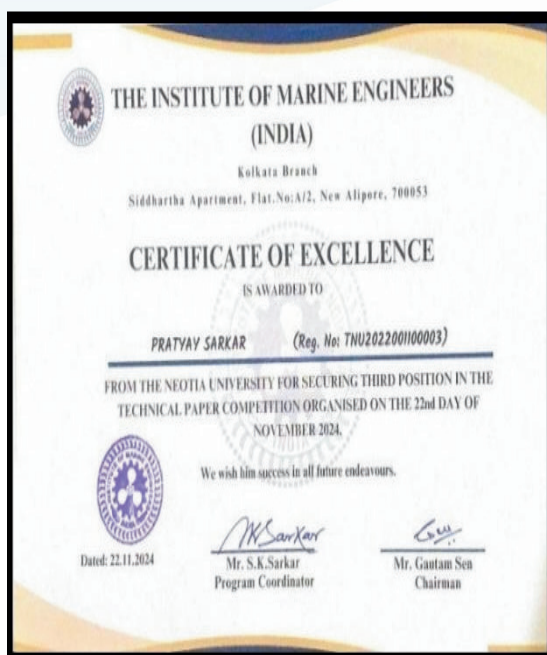 THE INSTITUTE OF MARINE ENGINEERS
(INDIA)
Kolkata Branch
Siddhartha Apartment, Flat.No:A/2, New Alipore, 700053
CERTIFICATE OF EXCELLENCE
IS AWARDED TO
PRATYAY SARKAR (Reg. No: TNU2022001100003)
FROM THE NEOTIA UNIVERSITY FOR SECURING THIRD POSITION IN THE
TECHNICAL PAPER COMPETITION ORGANISED ON THE 22nd DAY OF
NOVEMBER 2024.
We wish him success in all future endeavours.
Dated: 22.11.2024
Mr. S.K.Sarkar
Program Coordinator
Mr. Gautam Sen
Chairman